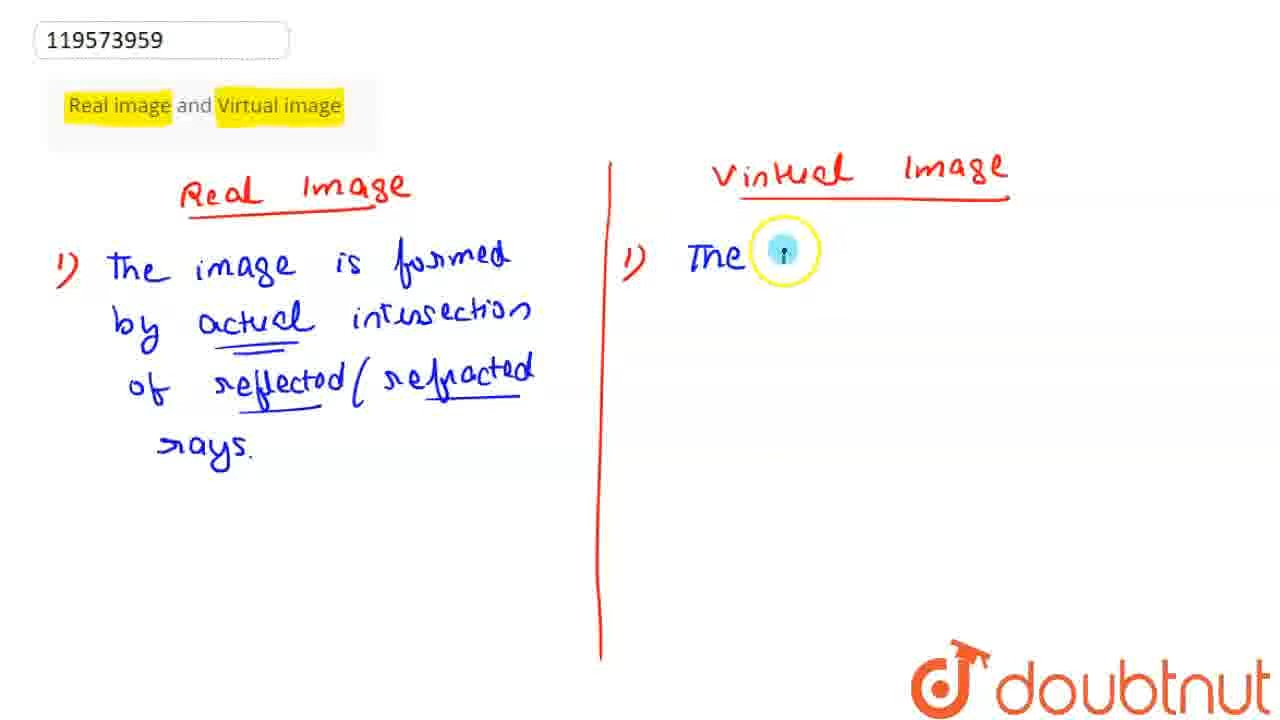 119573959
Real image and Virtual image
Real Image
1) The image is formed
by actual intersection
of reflected/refracted
rays.
Virtual Image
1) The i
doubtnut